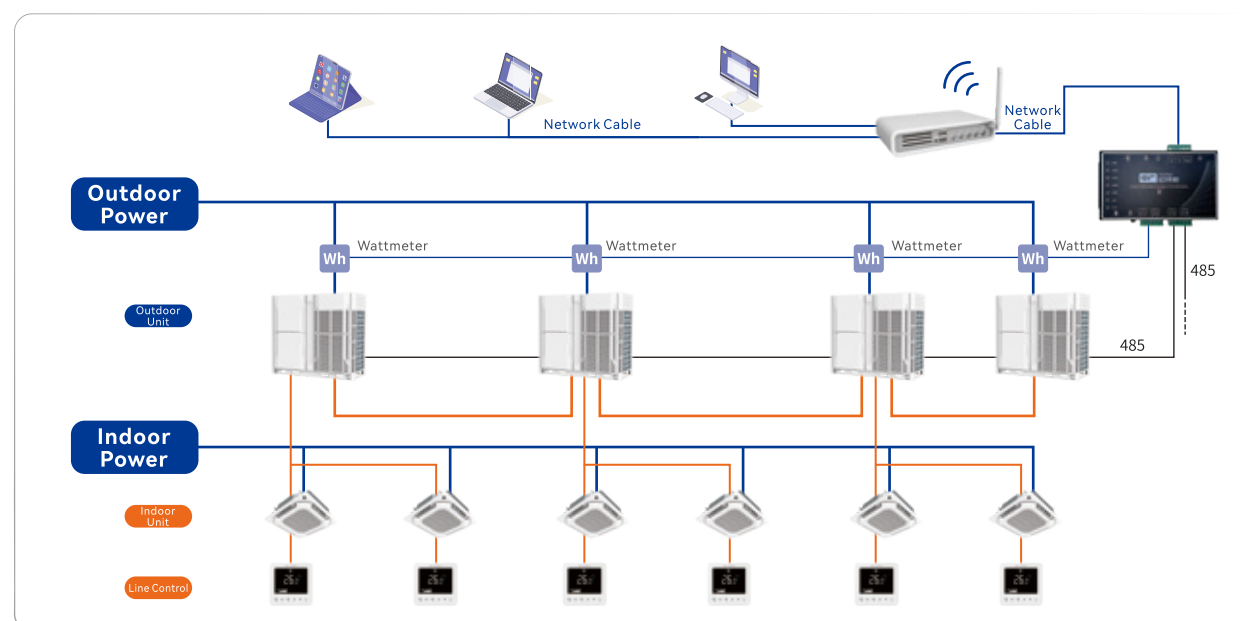 Network Cable
Network
Cable
Outdoor
Power
Wh
Wattmeter
Wh
Wattmeter
Wh
Wattmeter
Wh
Wattmeter
485
Outdoor
Unit
485
Indoor
Power
Indoor
Unit
Line Control